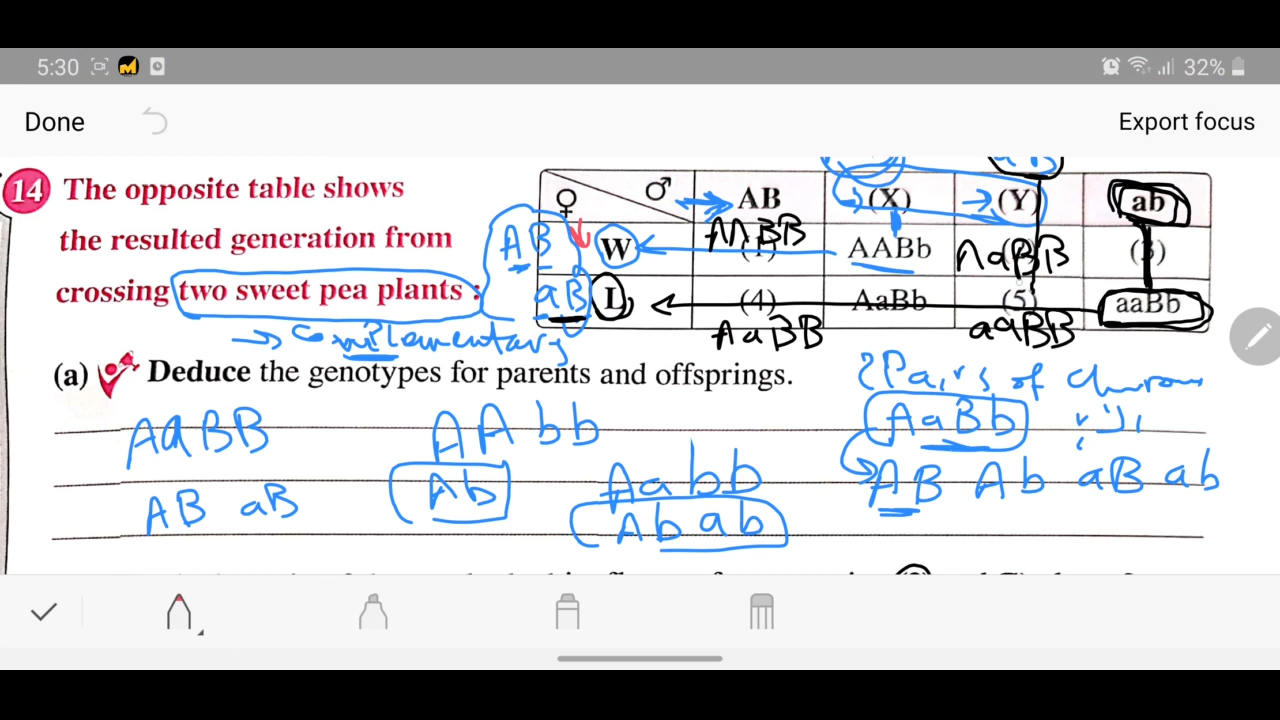 5:30 32%
Done Export focus
14 The opposite table shows
the resulted generation from
crossing two sweet pea plants :
→ Complementary
♀ ♂ AB (X) (Y) ab
AB W AABB AABb AaBB (3)
aB L (4) AaBb (5) aaBb
AaBB aaBB
(a) Deduce the genotypes for parents and offsprings.
2 Pairs of
AaBB AAbb AaBb
AB aB Ab Aabb AB Ab aB ab
Ab ab